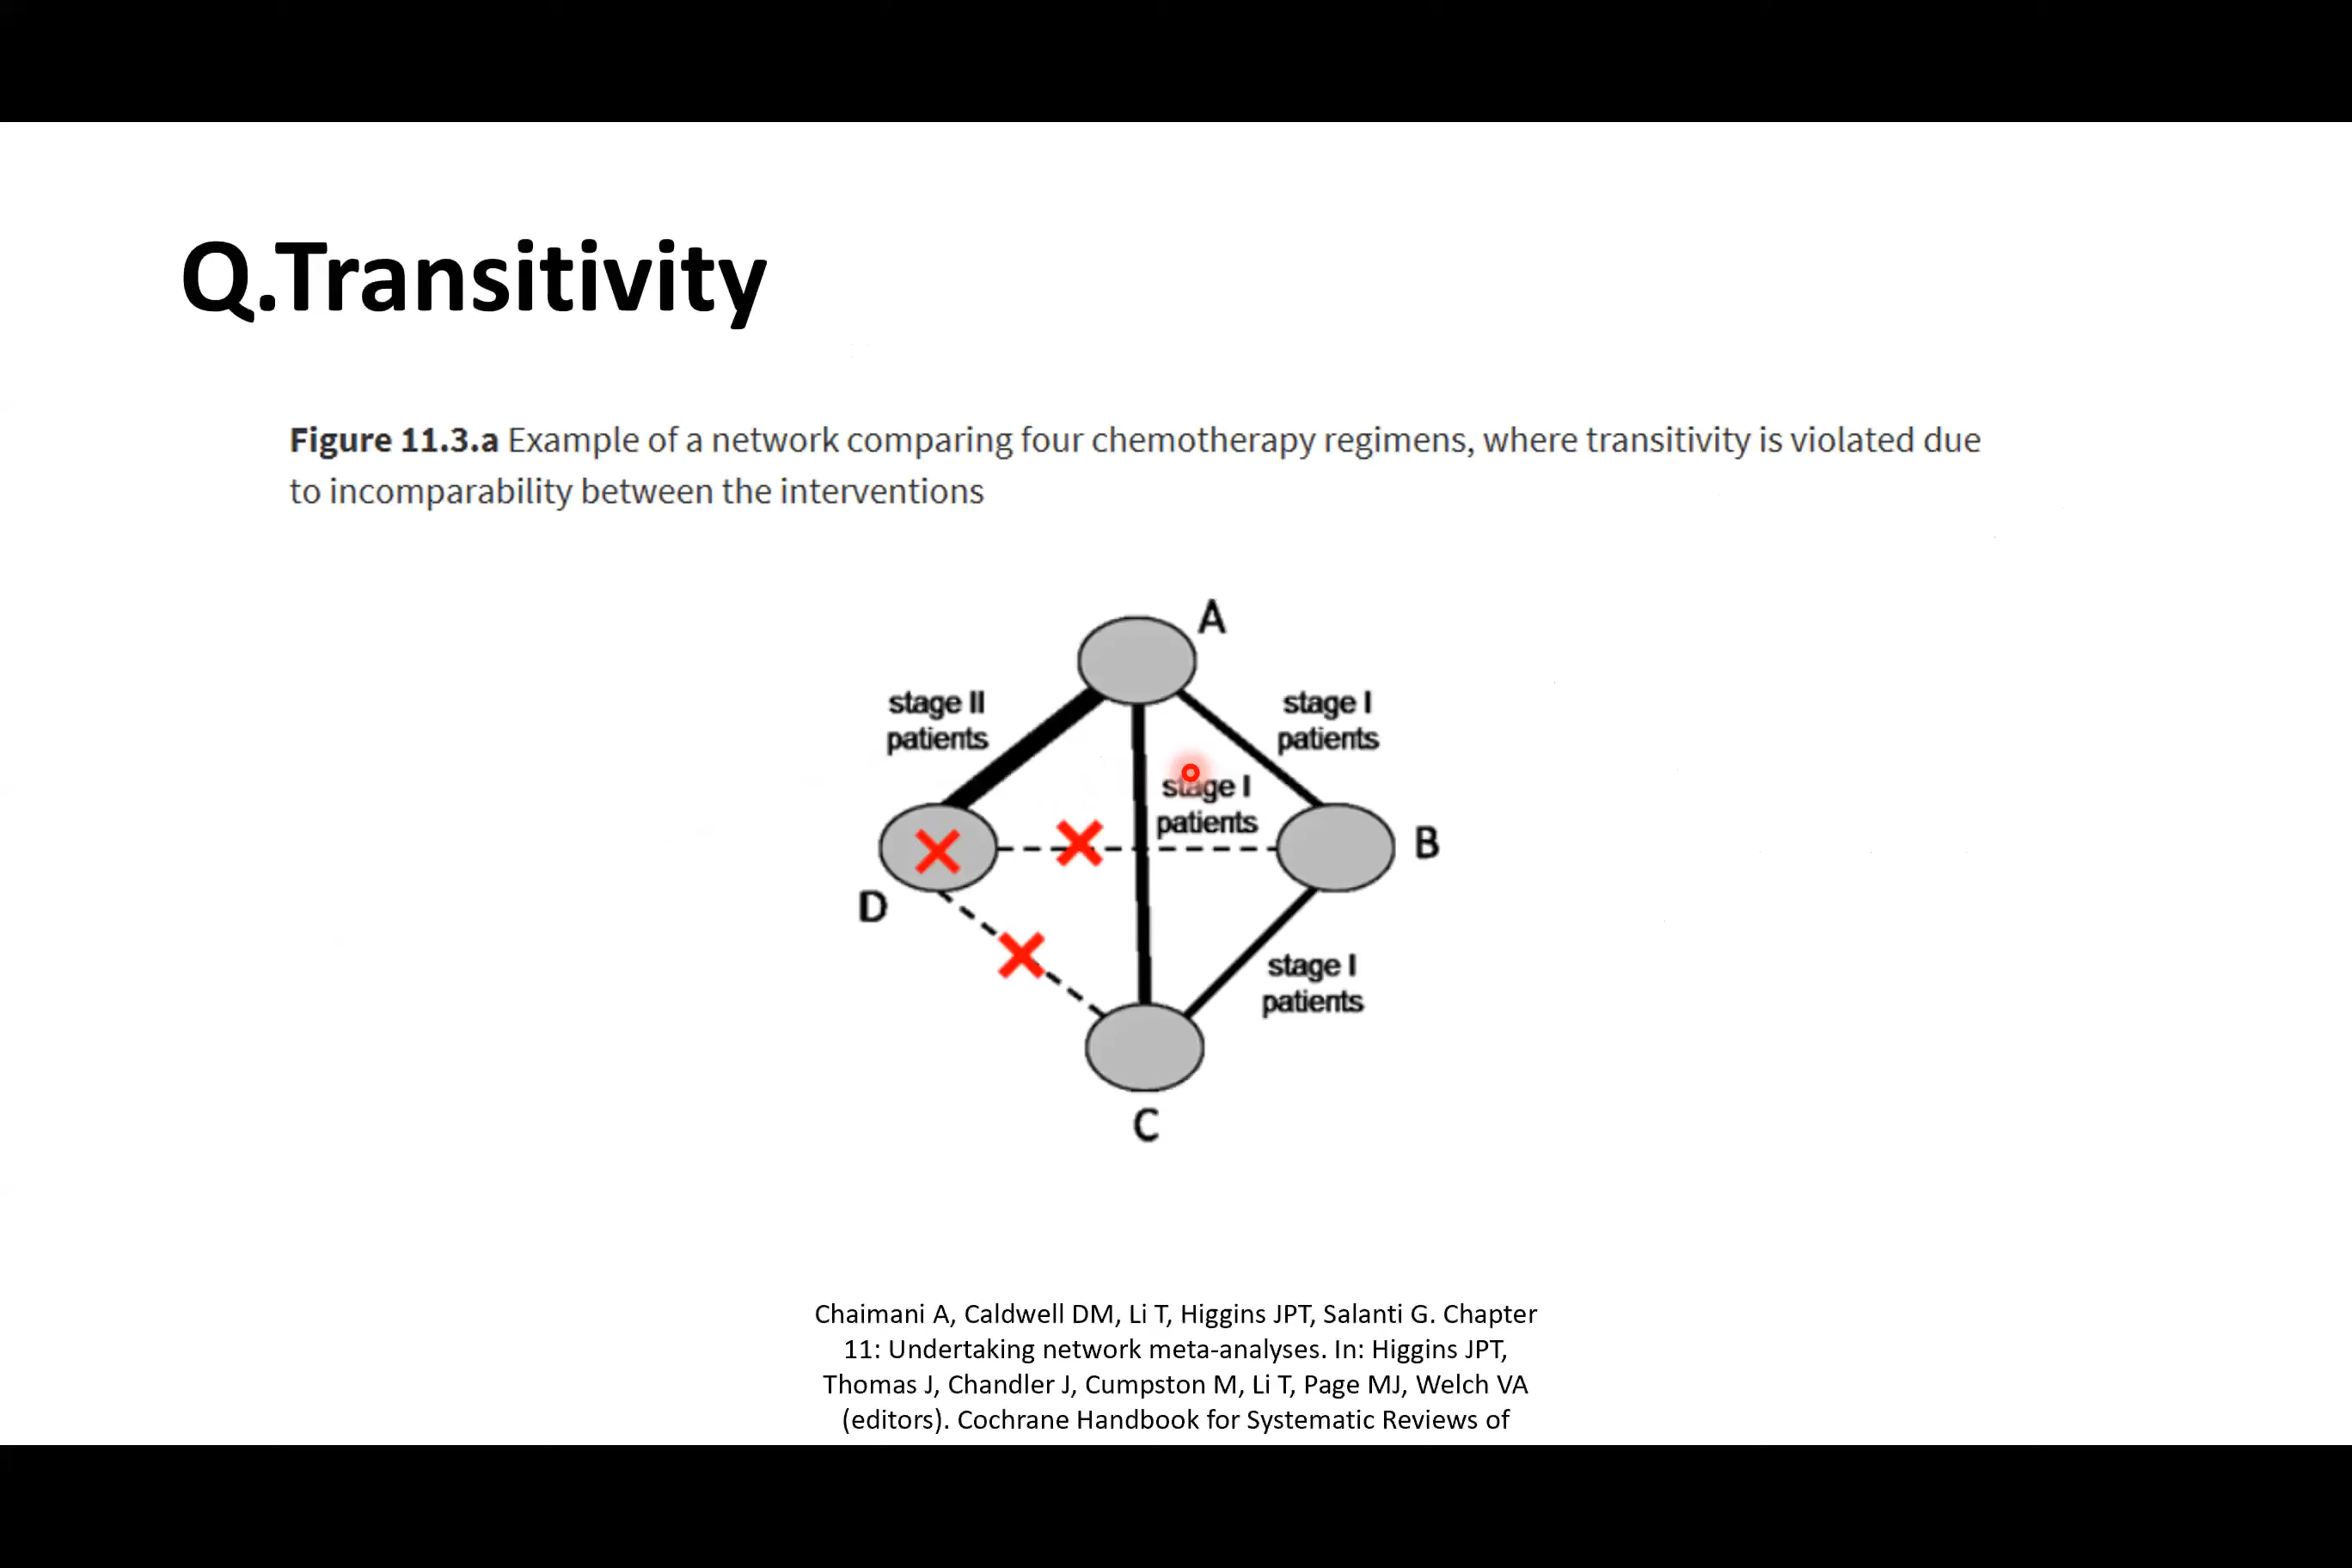 Q.Transitivity
Figure 11.3.a Example of a network comparing four chemotherapy regimens, where transitivity is violated due
to incomparability between the interventions
A
stage II
patients
stage I
patients
stage I
patients
B
D
stage I
patients
C
Chaimani A, Caldwell DM, Li T, Higgins JPT, Salanti G. Chapter
11: Undertaking network meta-analyses. In: Higgins JPT,
Thomas J, Chandler J, Cumpston M, Li T, Page MJ, Welch VA
(editors). Cochrane Handbook for Systematic Reviews of